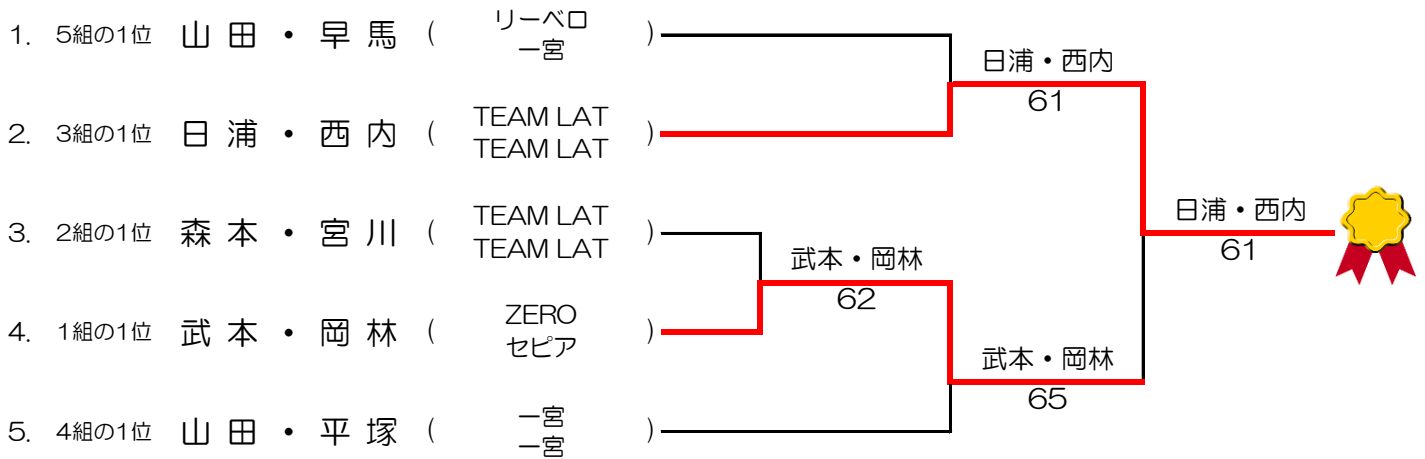 1. 5組の1位 山田・早馬 ( リーベロ 一宮 )
日浦・西内
61
2. 3組の1位 日浦・西内 ( TEAM LAT TEAM LAT )
3. 2組の1位 森本・宮川 ( TEAM LAT TEAM LAT )
日浦・西内
61
武本・岡林
62
4. 1組の1位 武本・岡林 ( ZERO セピア )
武本・岡林
65
5. 4組の1位 山田・平塚 ( 一宮 一宮 )